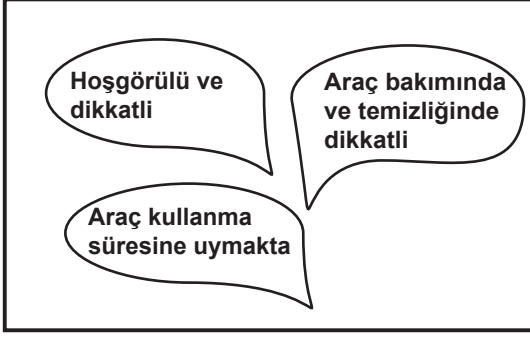 Hoşgörülü ve
dikkatli
Araç bakımında
ve temizliğinde
dikkatli
Araç kullanma
süresine uymakta